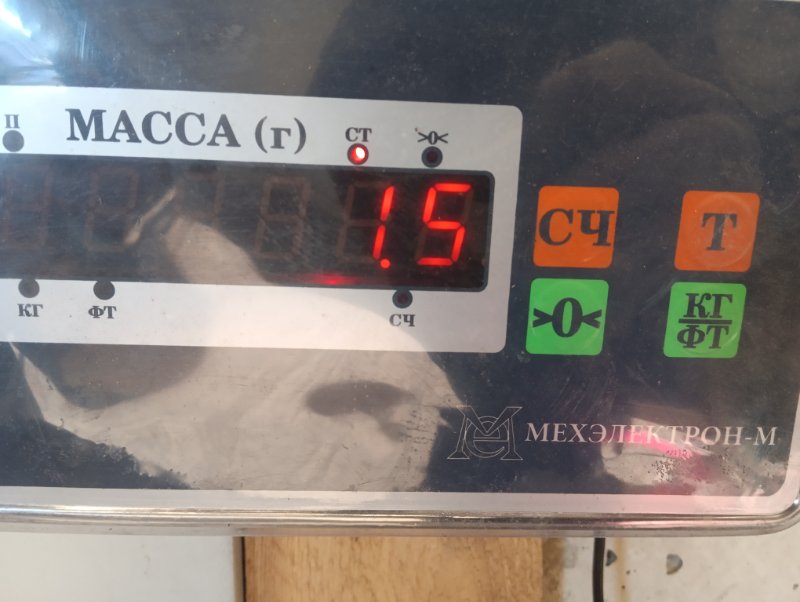 П
МАССА (г)
СТ
>0<
1.5
КГ
ФТ
СЧ
СЧ
Т
>0<
КГ
ФТ
МЕХЭЛЕКТРОН-М